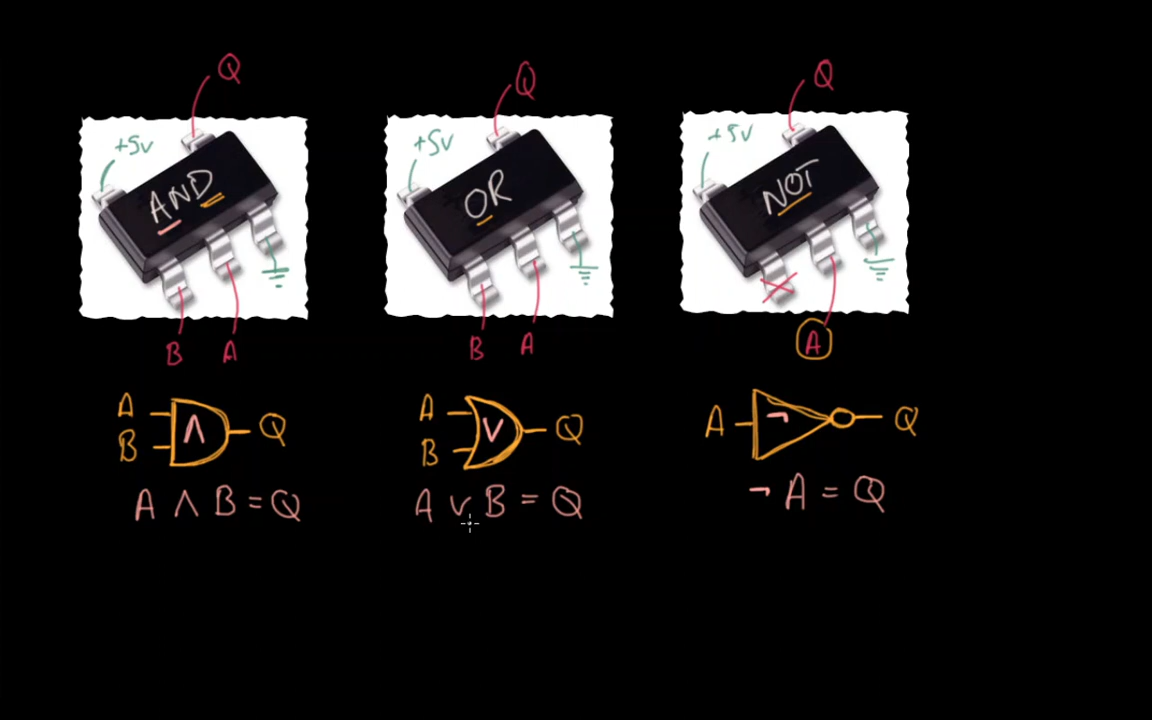 Q Q Q
+5v +5v +5v
AND OR NOT
B A B A A
A A A
B Λ Q B V Q ¬ Q
A Λ B = Q A V B = Q ¬ A = Q